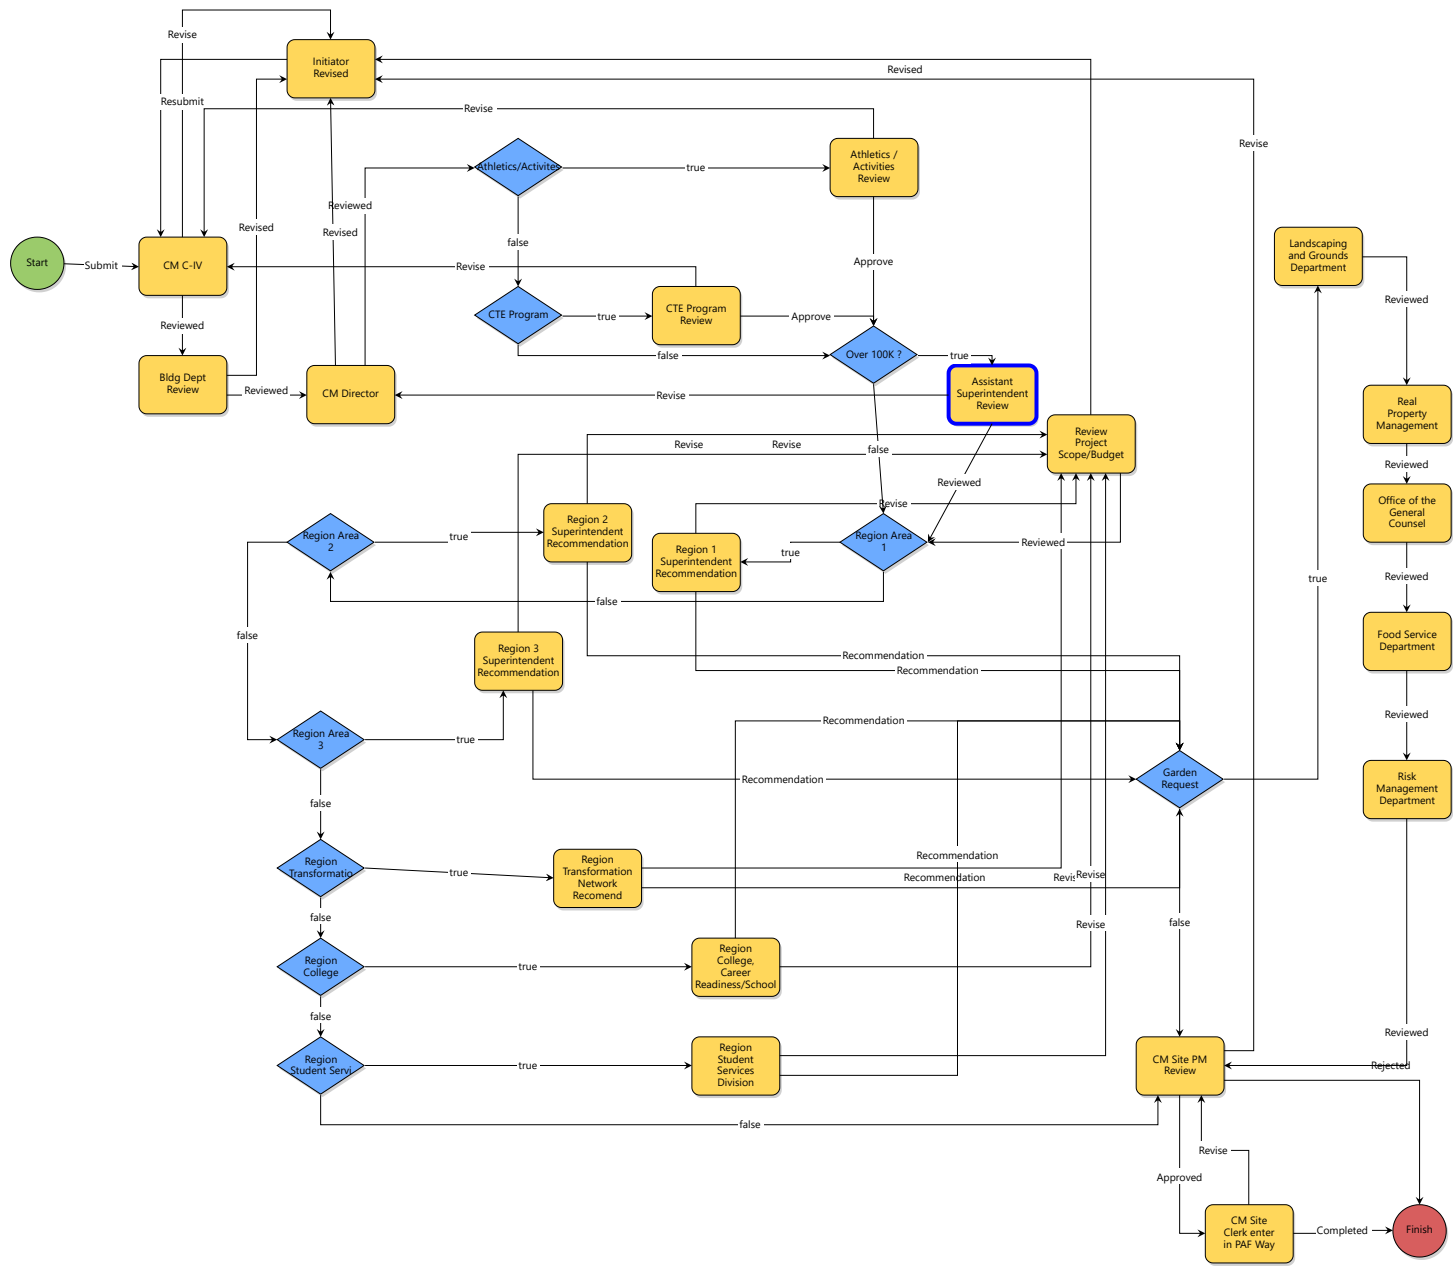 Revise
Initiator
Revised
Revised
Resubmit
Revise
Revise
Athletics/Activites
true
Athletics /
Activities
Review
Reviewed
Revised
Revised
false
Approve
Start
Submit
CM C-IV
Revise
Landscaping
and Grounds
Department
Reviewed
CTE Program
true
CTE Program
Review
Approve
Reviewed
false
Over 100K ?
true
Bldg Dept
Review
Reviewed
CM Director
Revise
Assistant
Superintendent
Review
Real
Property
Management
Revise
Revise
false
Review
Project
Scope/Budget
Reviewed
Reviewed
Revise
Office of the
General
Counsel
Region Area
2
true
Region 2
Superintendent
Recommendation
Region 1
Superintendent
Recommendation
true
Region Area
1
Reviewed
Reviewed
true
false
false
Food Service
Department
Region 3
Superintendent
Recommendation
Recommendation
Recommendation
Reviewed
Recommendation
Region Area
3
true
Recommendation
Garden
Request
Risk
Management
Department
false
Region
Transformatio
true
Region
Transformation
Network
Recomend
Recommendation
Recommendation
Revise
false
Revise
false
Region
College
true
Region
College,
Career
Readiness/School
false
Reviewed
Region
Student Servi
true
Region
Student
Services
Division
CM Site PM
Review
Rejected
false
Revise
Approved
CM Site
Clerk enter
in PAF Way
Completed
Finish